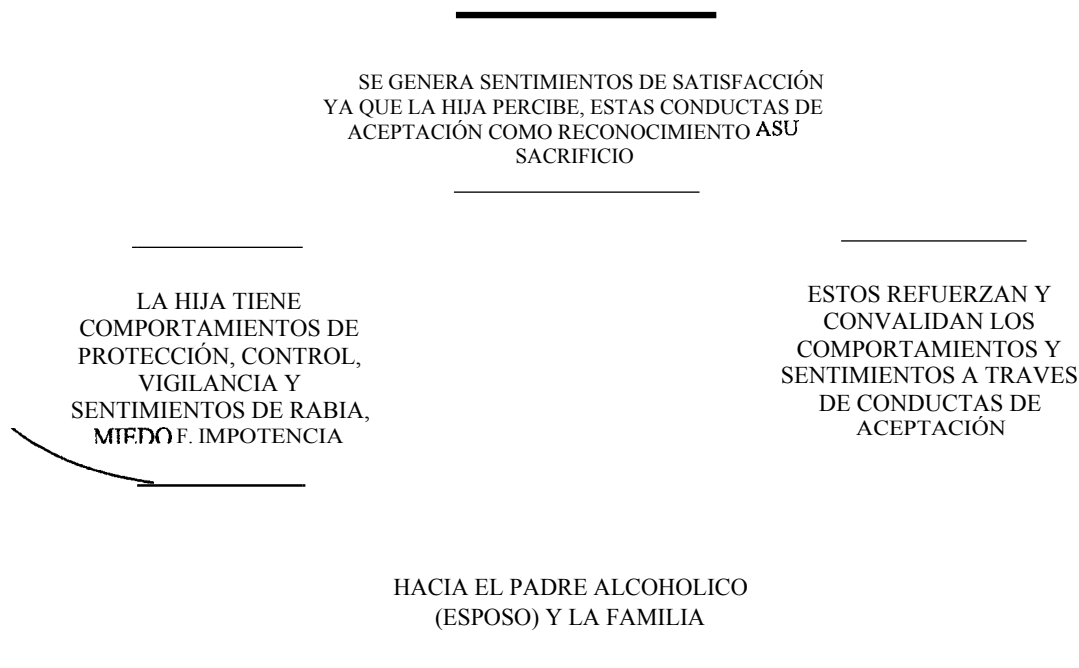 SE GENERA SENTIMIENTOS DE SATISFACCIÓN
YA QUE LA HIJA PERCIBE, ESTAS CONDUCTAS DE
ACEPTACIÓN COMO RECONOCIMIENTO ASU
SACRIFICIO
LA HIJA TIENE
COMPORTAMIENTOS DE
PROTECCIÓN, CONTROL,
VIGILANCIA Y
SENTIMIENTOS DE RABIA,
MIEDO F. IMPOTENCIA
ESTOS REFUERZAN Y
CONVALIDAN LOS
COMPORTAMIENTOS Y
SENTIMIENTOS A TRAVES
DE CONDUCTAS DE
ACEPTACIÓN
HACIA EL PADRE ALCOHOLICO
(ESPOSO) Y LA FAMILIA